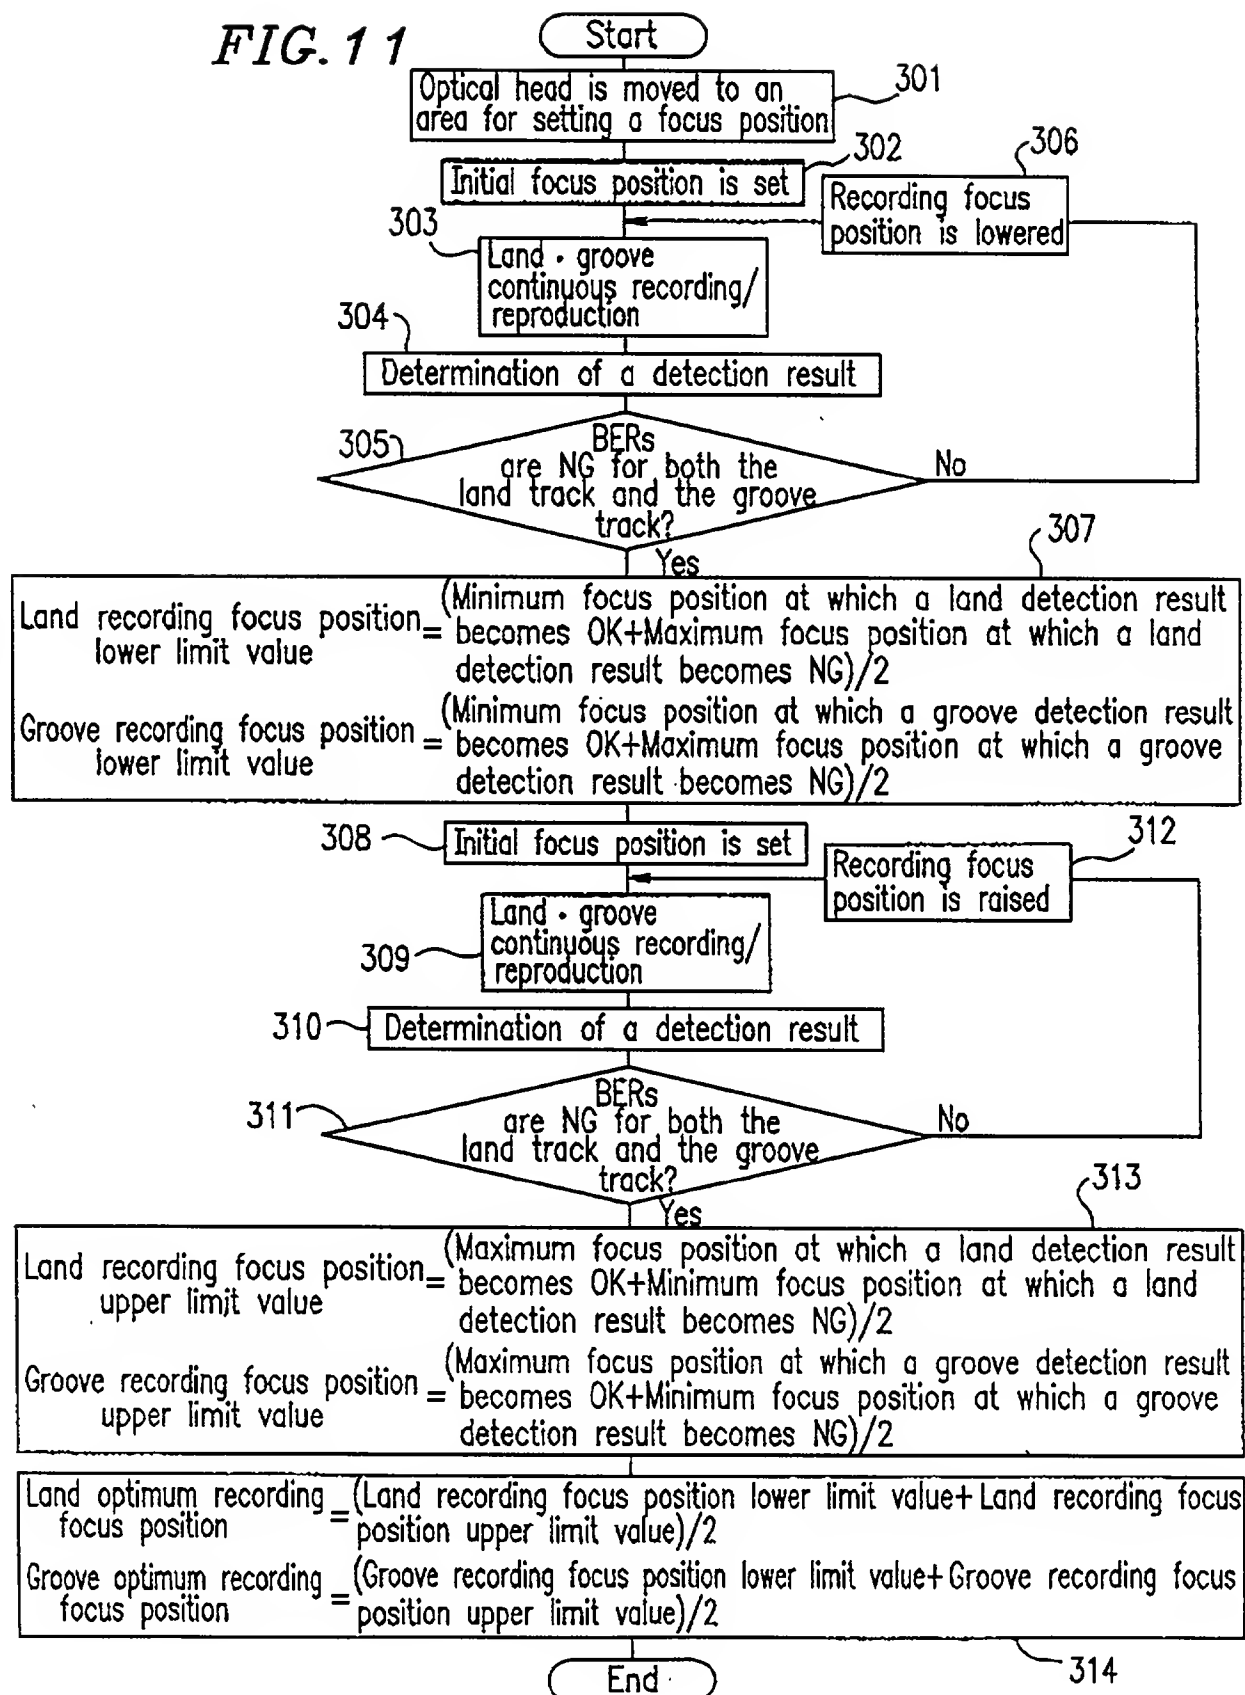 FIG.11
Start
Optical head is moved to an
area for setting a focus position
301
302
Initial focus position is set
306
Recording focus
position is lowered
303
Land · groove
continuous recording/
reproduction
304
Determination of a detection result
305
BERs
are NG for both the
land track and the groove
track?
No
Yes
307
Land recording focus position
lower limit value
=
(Minimum focus position at which a land detection result
becomes OK+Maximum focus position at which a land
detection result becomes NG)/2
Groove recording focus position
lower limit value
=
(Minimum focus position at which a groove detection result
becomes OK+Maximum focus position at which a groove
detection result becomes NG)/2
308
Initial focus position is set
312
Recording focus
position is raised
Land · groove
continuous recording/
reproduction
309
310
Determination of a detection result
311
BERs
are NG for both the
land track and the groove
track?
No
Yes
313
Land recording focus position
upper limit value
=
(Maximum focus position at which a land detection result
becomes OK+Minimum focus position at which a land
detection result becomes NG)/2
Groove recording focus position
upper limit value
=
(Maximum focus position at which a groove detection result
becomes OK+Minimum focus position at which a groove
detection result becomes NG)/2
Land optimum recording
focus position
=
(Land recording focus position lower limit value+Land recording focus
position upper limit value)/2
Groove optimum recording
focus position
=
(Groove recording focus position lower limit value+Groove recording focus
position upper limit value)/2
314
End